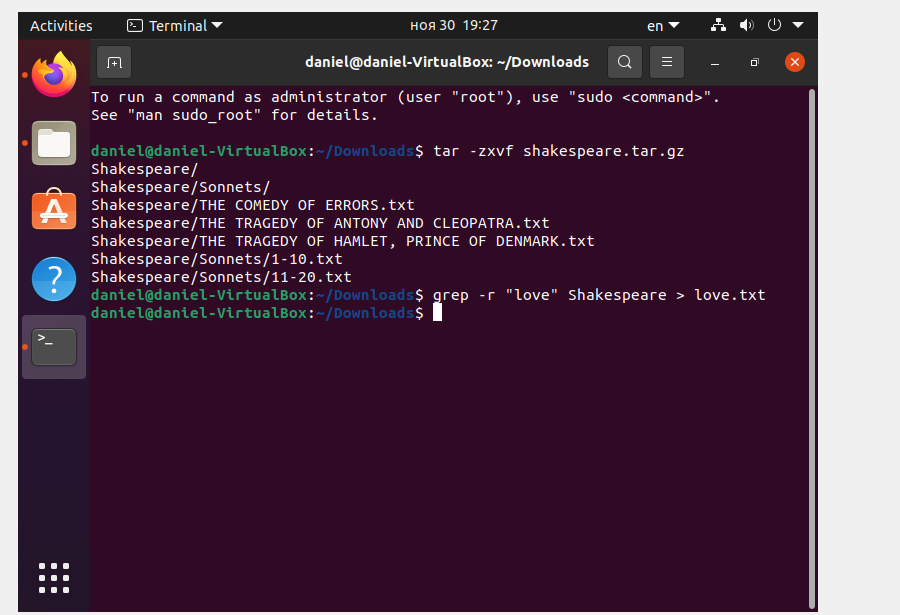 Activities Terminal ноя 30 19:27 en
daniel@daniel-VirtualBox: ~/Downloads
To run a command as administrator (user "root"), use "sudo <command>".
See "man sudo_root" for details.
daniel@daniel-VirtualBox:~/Downloads$ tar -zxvf shakespeare.tar.gz
Shakespeare/
Shakespeare/Sonnets/
Shakespeare/THE COMEDY OF ERRORS.txt
Shakespeare/THE TRAGEDY OF ANTONY AND CLEOPATRA.txt
Shakespeare/THE TRAGEDY OF HAMLET, PRINCE OF DENMARK.txt
Shakespeare/Sonnets/1-10.txt
Shakespeare/Sonnets/11-20.txt
daniel@daniel-VirtualBox:~/Downloads$ grep -r "love" Shakespeare > love.txt
daniel@daniel-VirtualBox:~/Downloads$